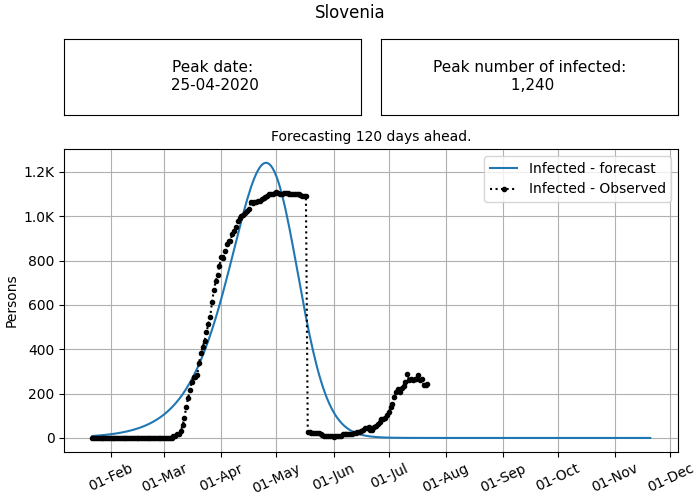 Slovenia
Peak date:
25-04-2020
Peak number of infected:
1,240
Forecasting 120 days ahead.
Infected - forecast
Infected - Observed
1.2K
1.0K
800
600
400
200
0
Persons
01-Feb
01-Mar
01-Apr
01-May
01-Jun
01-Jul
01-Aug
01-Sep
01-Oct
01-Nov
01-Dec